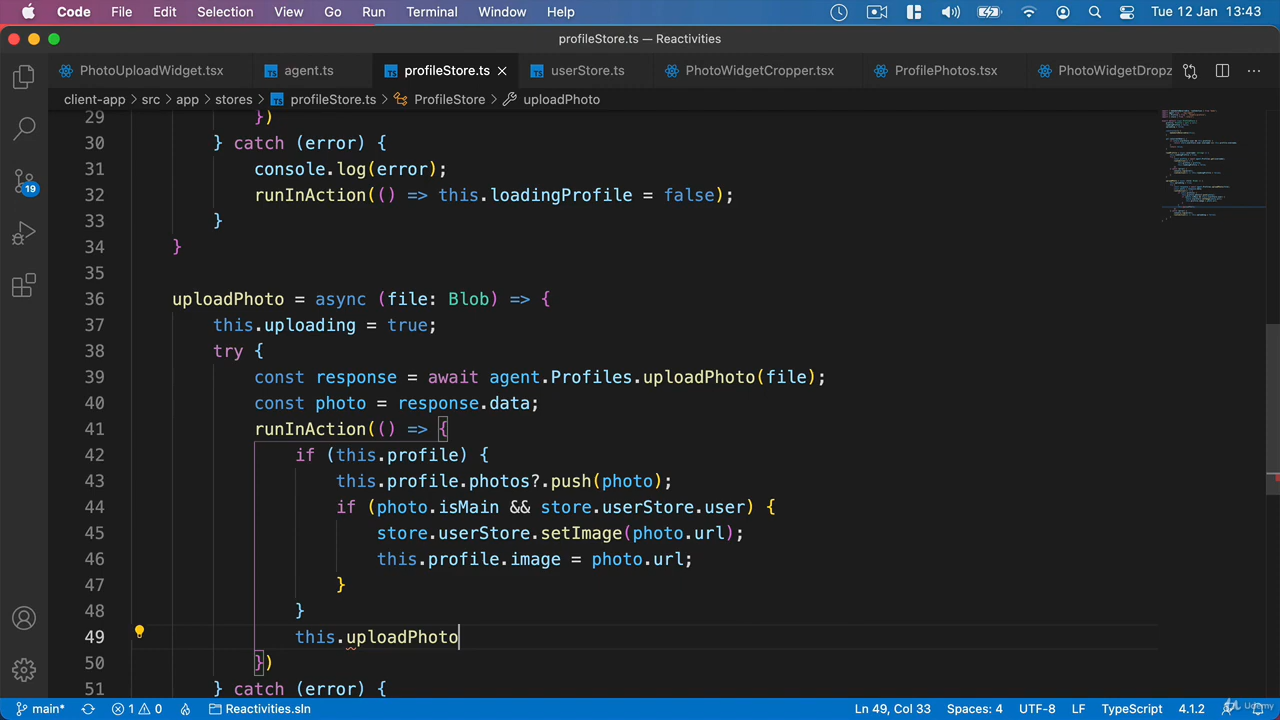 Code File Edit Selection View Go Run Terminal Window Help Tue 12 Jan 13:43
profileStore.ts — Reactivities
PhotoUploadWidget.tsx TS agent.ts TS profileStore.ts TS userStore.ts PhotoWidgetCropper.tsx ProfilePhotos.tsx PhotoWidgetDropz
client-app > src > app > stores > TS profileStore.ts > ProfileStore > uploadPhoto
29 })
30 } catch (error) {
31 console.log(error);
32 runInAction(() => this.loadingProfile = false);
33 }
34 }
35
36 uploadPhoto = async (file: Blob) => {
37 this.uploading = true;
38 try {
39 const response = await agent.Profiles.uploadPhoto(file);
40 const photo = response.data;
41 runInAction(() => {
42 if (this.profile) {
43 this.profile.photos?.push(photo);
44 if (photo.isMain && store.userStore.user) {
45 store.userStore.setImage(photo.url);
46 this.profile.image = photo.url;
47 }
48 }
49 this.uploadPhoto
50 })
51 } catch (error) {
19
main* 1 0 Reactivities.sln Ln 49, Col 33 Spaces: 4 UTF-8 LF TypeScript 4.1.2
Udemy